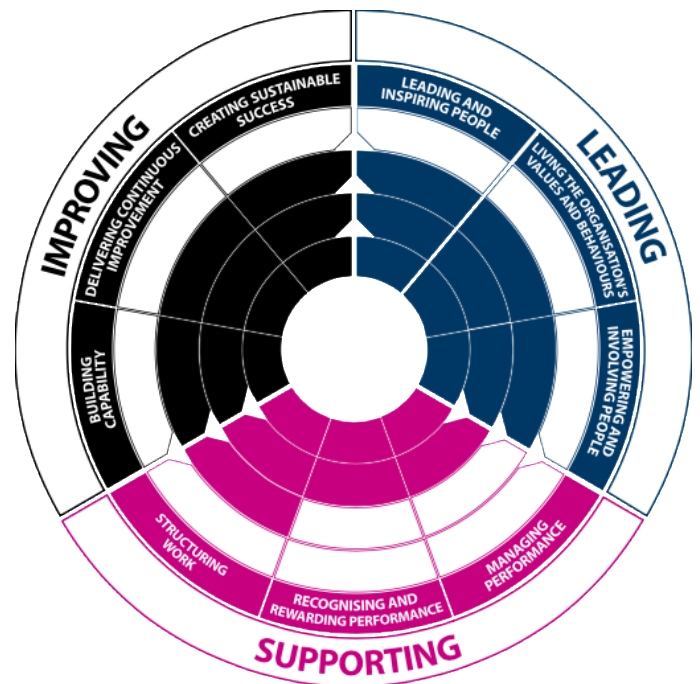 IMPROVING
CREATING SUSTAINABLE
SUCCESS
DELIVERING CONTINUOUS
IMPROVEMENT
BUILDING
CAPABILITY
LEADING
LEADING AND
INSPIRING PEOPLE
LIVING THE ORGANISATION'S
VALUES AND BEHAVIOURS
EMPOWERING AND
INVOLVING PEOPLE
STRUCTURING
WORK
RECOGNISING AND
REWARDING PERFORMANCE
MANAGING
PERFORMANCE
SUPPORTING